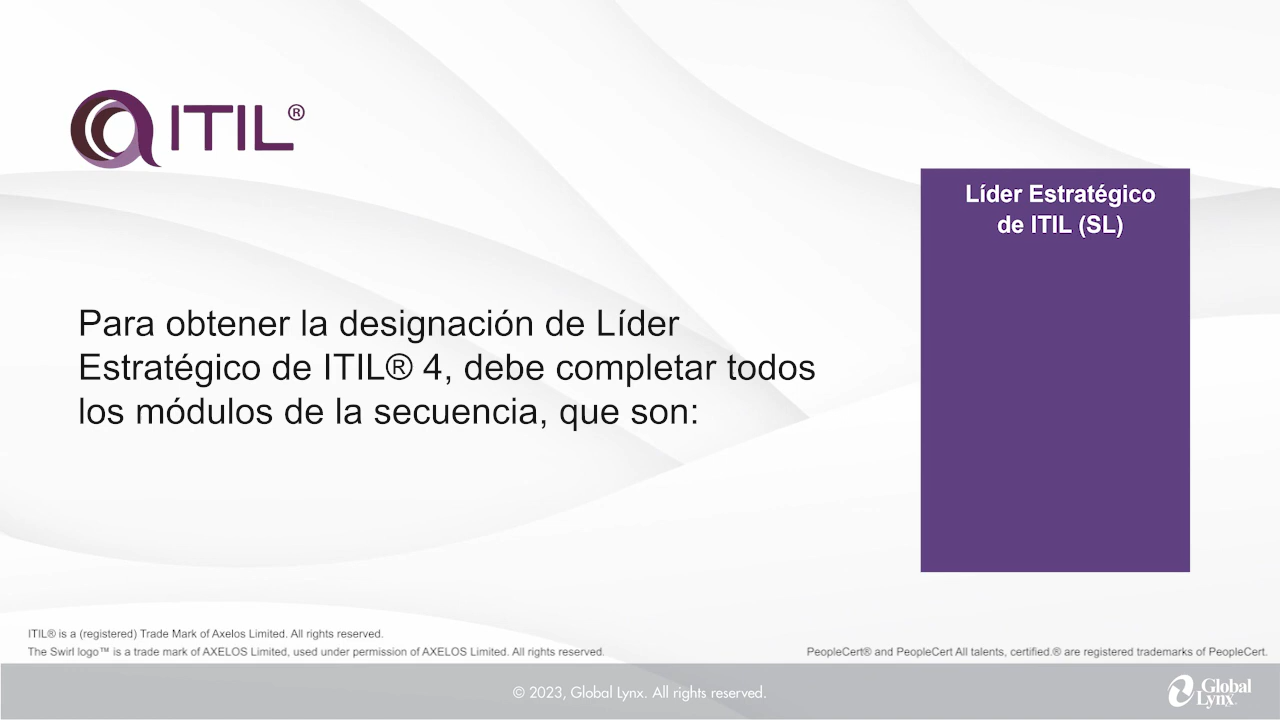 ITIL®
Líder Estratégico
de ITIL (SL)
Para obtener la designación de Líder
Estratégico de ITIL® 4, debe completar todos
los módulos de la secuencia, que son:
ITIL® is a (registered) Trade Mark of Axelos Limited. All rights reserved.
The Swirl logo™ is a trade mark of AXELOS Limited, used under permission of AXELOS Limited. All rights reserved.
PeopleCert® and PeopleCert All talents, certified.® are registered trademarks of PeopleCert.
© 2023, Global Lynx. All rights reserved.
Global
Lynx